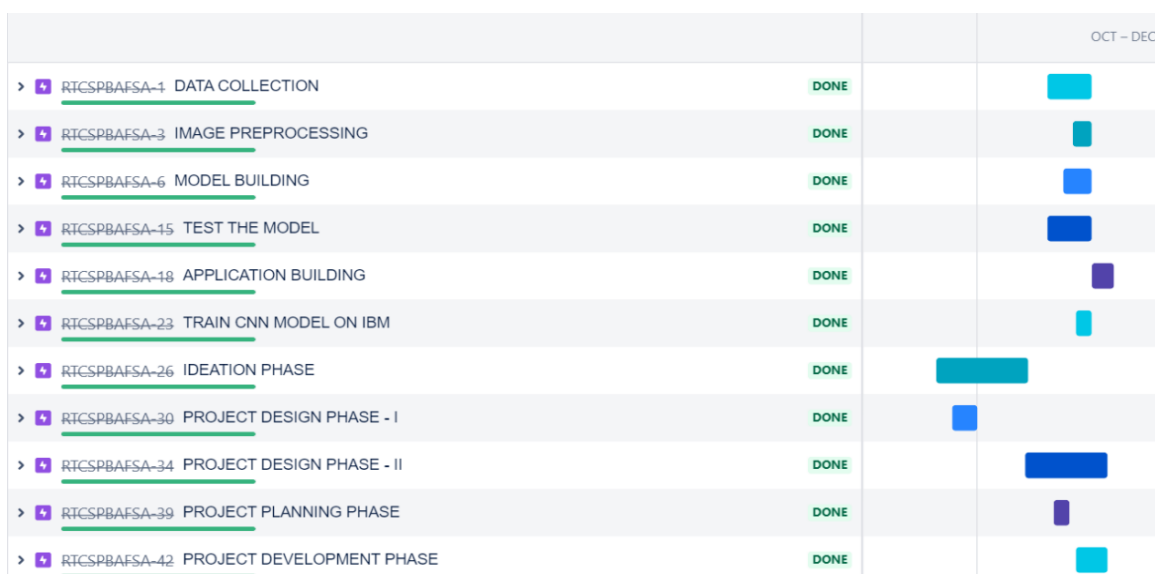 OCT – DEC
RTCSPBAFSA-1 DATA COLLECTION DONE
RTCSPBAFSA-3 IMAGE PREPROCESSING DONE
RTCSPBAFSA-6 MODEL BUILDING DONE
RTCSPBAFSA-15 TEST THE MODEL DONE
RTCSPBAFSA-18 APPLICATION BUILDING DONE
RTCSPBAFSA-23 TRAIN CNN MODEL ON IBM DONE
RTCSPBAFSA-26 IDEATION PHASE DONE
RTCSPBAFSA-30 PROJECT DESIGN PHASE - I DONE
RTCSPBAFSA-34 PROJECT DESIGN PHASE - II DONE
RTCSPBAFSA-39 PROJECT PLANNING PHASE DONE
RTCSPBAFSA-42 PROJECT DEVELOPMENT PHASE DONE